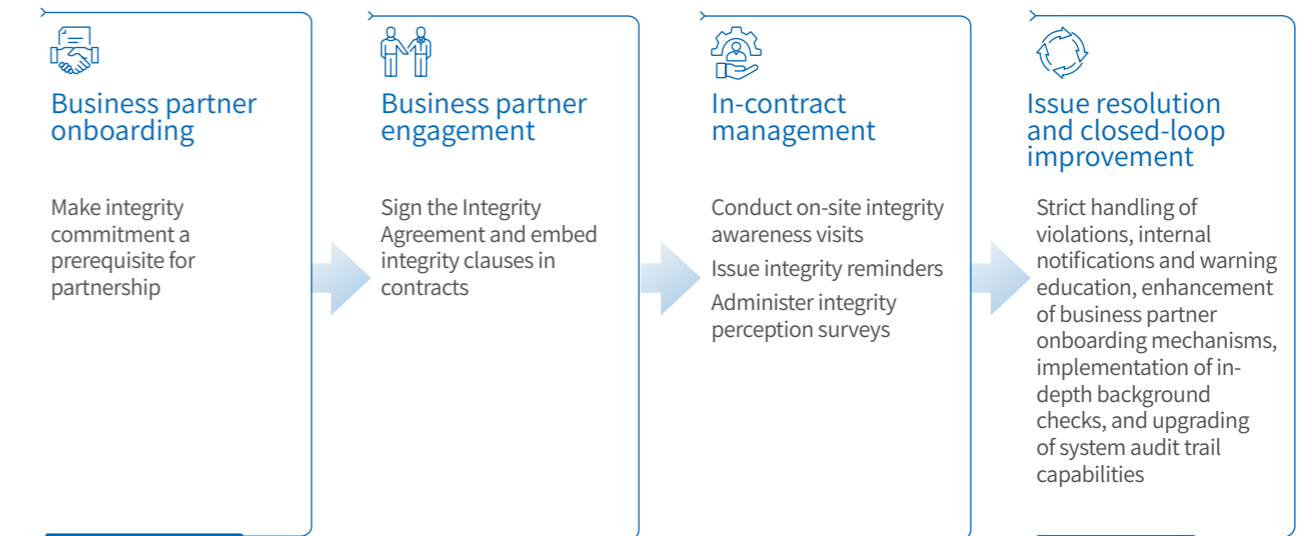 Business partner
onboarding
Make integrity
commitment a
prerequisite for
partnership
Business partner
engagement
Sign the Integrity
Agreement and embed
integrity clauses in
contracts
In-contract
management
Conduct on-site integrity
awareness visits
Issue integrity reminders
Administer integrity
perception surveys
Issue resolution
and closed-loop
improvement
Strict handling of
violations, internal
notifications and warning
education, enhancement
of business partner
onboarding mechanisms,
implementation of in-
depth background
checks, and upgrading
of system audit trail
capabilities